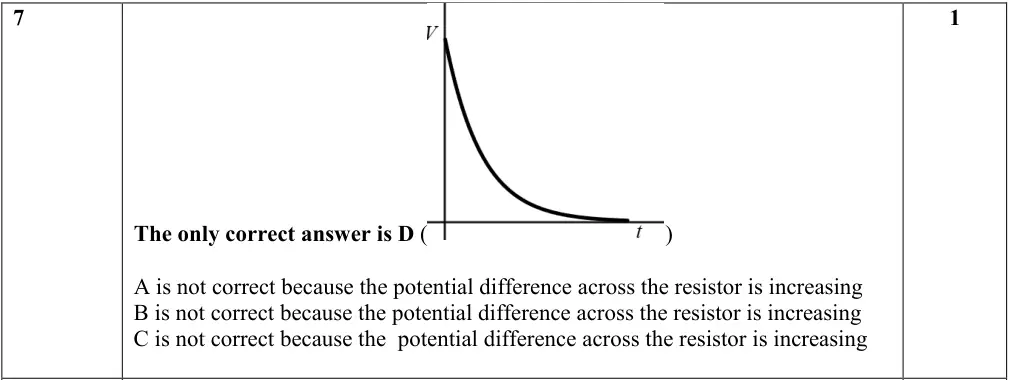 7
1
V
The only correct answer is D ( t )
A is not correct because the potential difference across the resistor is increasing
B is not correct because the potential difference across the resistor is increasing
C is not correct because the  potential difference across the resistor is increasing